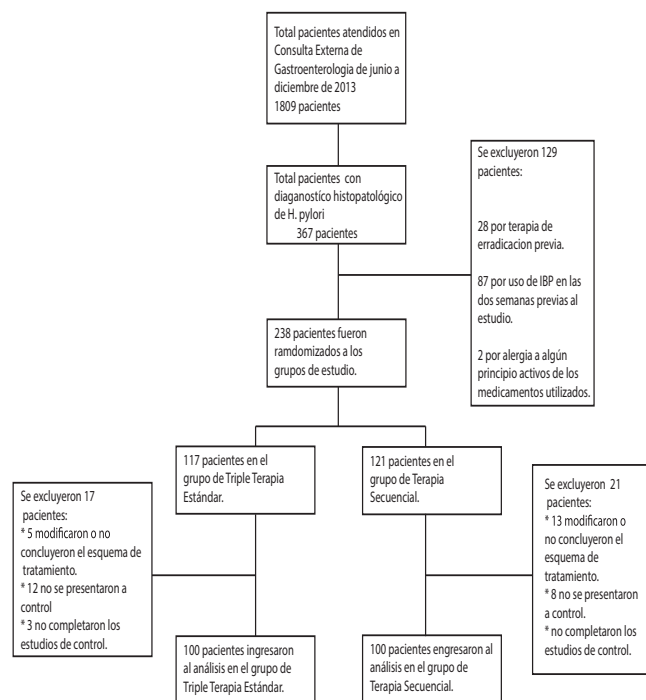 Total pacientes atendidos en
Consulta Externa de
Gastroenterologia de junio a
diciembre de 2013
1809 pacientes
Total pacientes con
diaganostíco histopatológico
de H. pylori
367 pacientes
Se excluyeron 129
pacientes:
28 por terapia de
erradicacion previa.
87 por uso de IBP en las
dos semanas previas al
estudio.
2 por alergia a algún
principio activos de los
medicamentos utilizados.
238 pacientes fueron
ramdomizados a los
grupos de estudio.
117 pacientes en el
grupo de Triple Terapia
Estándar.
121 pacientes en el
grupo de Terapia
Secuencial.
Se excluyeron 17
pacientes:
* 5 modificaron o no
concluyeron el esquema de
tratamiento.
* 12 no se presentaron a
control
* 3 no completaron los
estudios de control.
Se excluyeron 21
pacientes:
* 13 modificaron o
no concluyeron el
esquema de
tratamiento.
* 8 no se presentaron
a control.
* no completaron los
estudios de control.
100 pacientes ingresaron
al análisis en el grupo de
Triple Terapia Estándar.
100 pacientes engresaron al
análisis en el grupo de
Terapia Secuencial.